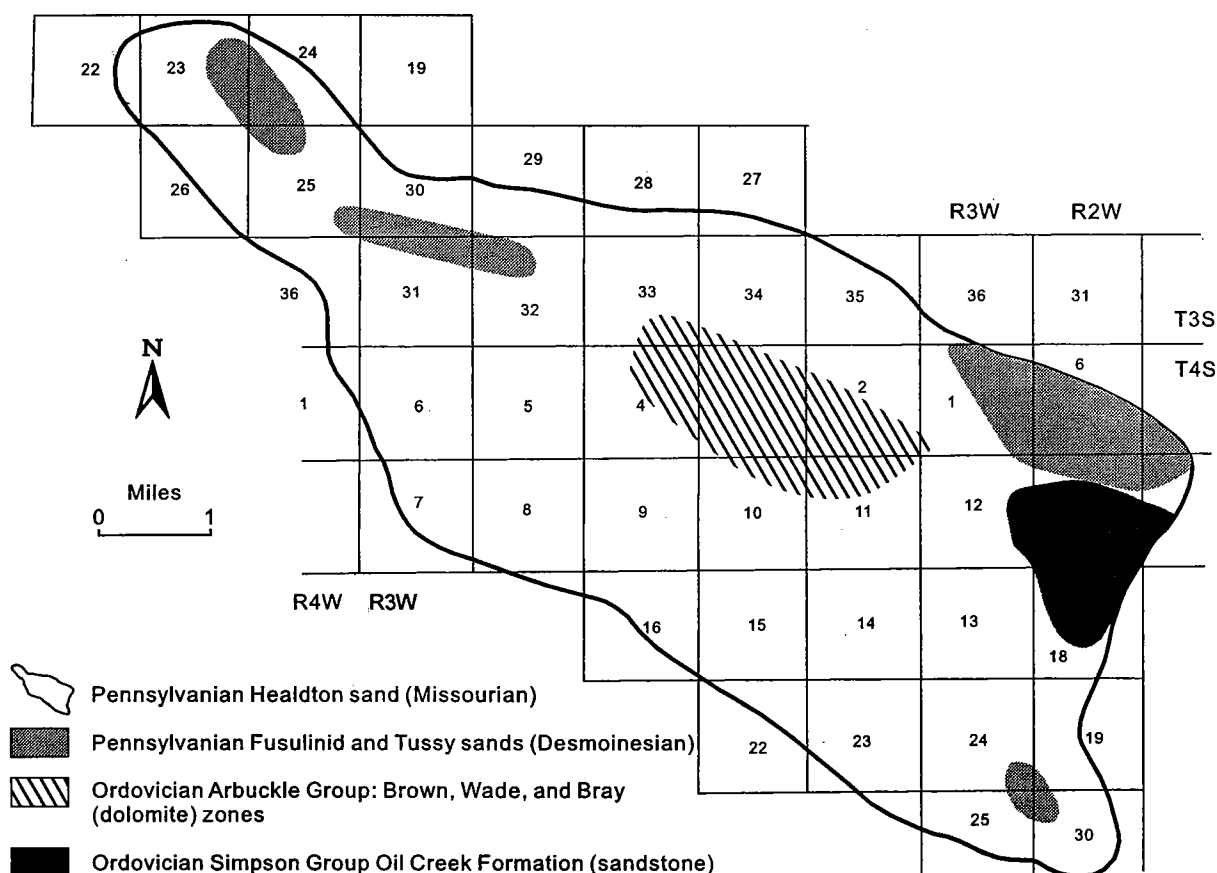 22 23 24 19
26 25 30 29 28 27
R3W R2W
36 31 32 33 34 35 36 31
T3S
N
1 6 5 4 2 1 6
T4S
Miles
0 1
7 8 9 10 11 12
R4W R3W
16 15 14 13 18
22 23 24 19
25 30
Pennsylvanian Healdton sand (Missourian)
Pennsylvanian Fusulinid and Tussy sands (Desmoinesian)
Ordovician Arbuckle Group: Brown, Wade, and Bray
(dolomite) zones
Ordovician Simpson Group Oil Creek Formation (sandstone)